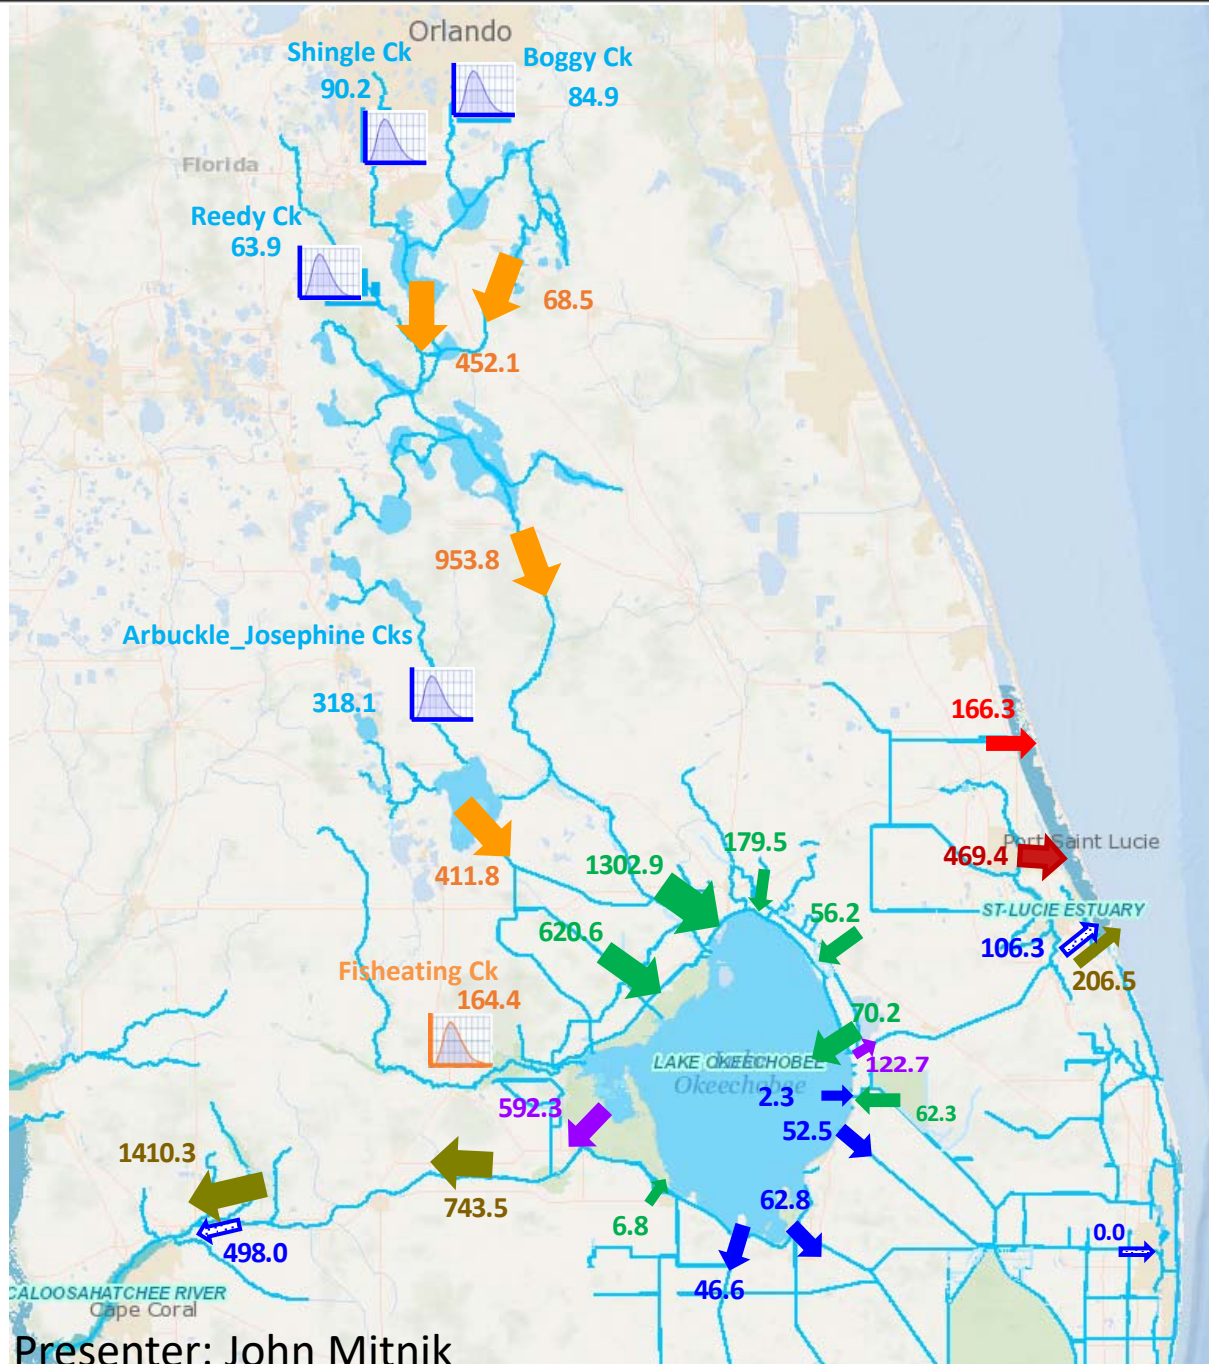 Orlando
Shingle Ck
90.2
Boggy Ck
84.9
Florida
Reedy Ck
63.9
68.5
452.1
953.8
Arbuckle_Josephine Cks
318.1
166.3
Port Saint Lucie
469.4
179.5
1302.9
411.8
56.2
ST-LUCIE ESTUARY
620.6
106.3
206.5
Fisheating Ck
164.4
70.2
LAKE OKEECHOBEE
122.7
Okeechobee
2.3
62.3
592.3
52.5
1410.3
743.5
62.8
6.8
0.0
498.0
46.6
CALOOSAHATCHEE RIVER
Cape Coral
Presenter: John Mitnik